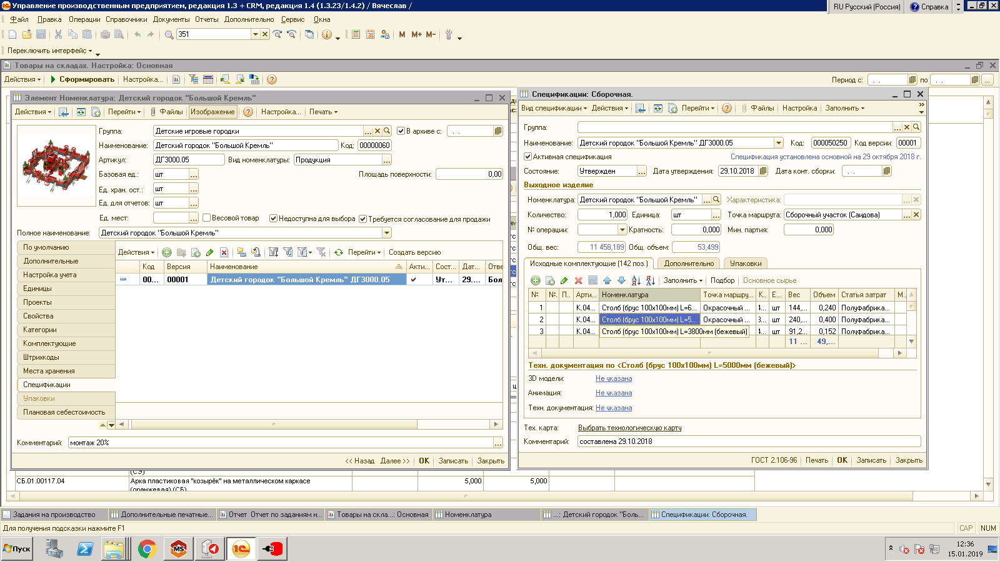 Управление производственным предприятием, редакция 1.3 + CRM, редакция 1.4 (1.3.23/1.4.2) / Вячеслав /
RU Русский (Россия)
Справка
Файл Правка Операции Справочники Документы Отчеты Дополнительно Сервис Окна
351
M M+ M-
Переключить интерфейс
Товары на складах. Настройка: Основная
Действия Сформировать Настройка... Период с: . . по . . ...
Элемент Номенклатура: Детский городок "Большой Кремль"
Действия Перейти Файлы Изображение Настройка... Печать
Группа: Детские игровые городки ... В архиве с: . .
Наименование: Детский городок "Большой Кремль" Код: 00000060
Артикул: ДГ3000.05 Вид номенклатуры: Продукция ...
Базовая ед.: шт ... Площадь поверхности: 0,00
Ед. хран. ост.: шт ...
Ед. для отчетов: шт ...
Ед. мест: ... Весовой товар Недоступна для выбора Требуется согласование для продажи
Полное наименование: Детский городок "Большой Кремль"
По умолчанию
Дополнительные
Настройка учета
Единицы
Проекты
Свойства
Категории
Комплектующие
Штрихкоды
Места хранения
Спецификации
Упаковки
Плановая себестоимость
Действия Перейти Создать версию
Код Версия Наименование Акти... Сост... Дат... Отве
00... 00001 Детский городок "Большой Кремль" ДГ3000.05 Ут... 29.... Бол
Комментарий: монтаж 20% ...
<< Назад Далее >> OK Записать Закрыть
Спецификации: Сборочная.
Вид спецификации Действия Перейти Файлы Настройка Заполнить
Группа: ...
Наименование: Детский городок "Большой Кремль" ДГ3000.05 Код: 000050250 Код версии: 00001
Активная спецификация Спецификация установлена основной на 29 октября 2018 г.
Состояние: Утвержден ... Дата утверждения: 29.10.2018 Дата конт. сборки: . .
Выходное изделие
Номенклатура: Детский городок "Большой Кремль" ... Характеристика: ...
Количество: 1,000 Единица: шт ... Точка маршрута: Сборочный участок (Саидова) ...
№ операции: Кратность: 0,000 Мин. партия: 0,000
Общ. вес: 11 458,189 Общ. объем: 53,499
Исходные комплектующие (142 поз.) Дополнительно Упаковки
Заполнить Подбор Основное сырье
№ №. П.. Арти... Номенклатура Точка маршру... К... Е... Вес Объем Статья затрат М..
1 К.04... Столб (брус 100х100мм) L=6... Окрасочный ... 4... шт 144,... 0,240 Полуфабрика...
2 К.04... Столб (брус 100х100мм) L=5... Окрасочный ... 3... шт 240,... 0,400 Полуфабрика...
3 К.04... Столб (брус 100х100мм) L=3800мм (бежевый) 4... шт 91,2... 0,152 Полуфабрика...
11 ... 49,...
Техн. документация по <Столб (брус 100х100мм) L=5000мм (бежевый)>
3D модели: Не указана
Анимация: Не указана
Техн. документация: Не указана
Тех. карта: Выбрать технологическую карту
Комментарий: составлена 29.10.2018
ГОСТ 2.106-96 Печать OK Записать Закрыть
(СЭ)
СБ.01.00117.04 Арка пластиковая "козырёк" на металлическом каркасе 5,000 5,000
(оранжевая) (СБ)
Задания на производство Дополнительные печатные... Отчет Отчет по заданиям н... Товары на скла...: Основная Номенклатура ...: Детский городок "Боль... Спецификации: Сборочная.
Для получения подсказки нажмите F1
CAP NUM
Пуск
MS
1С
12:36
15.01.2019